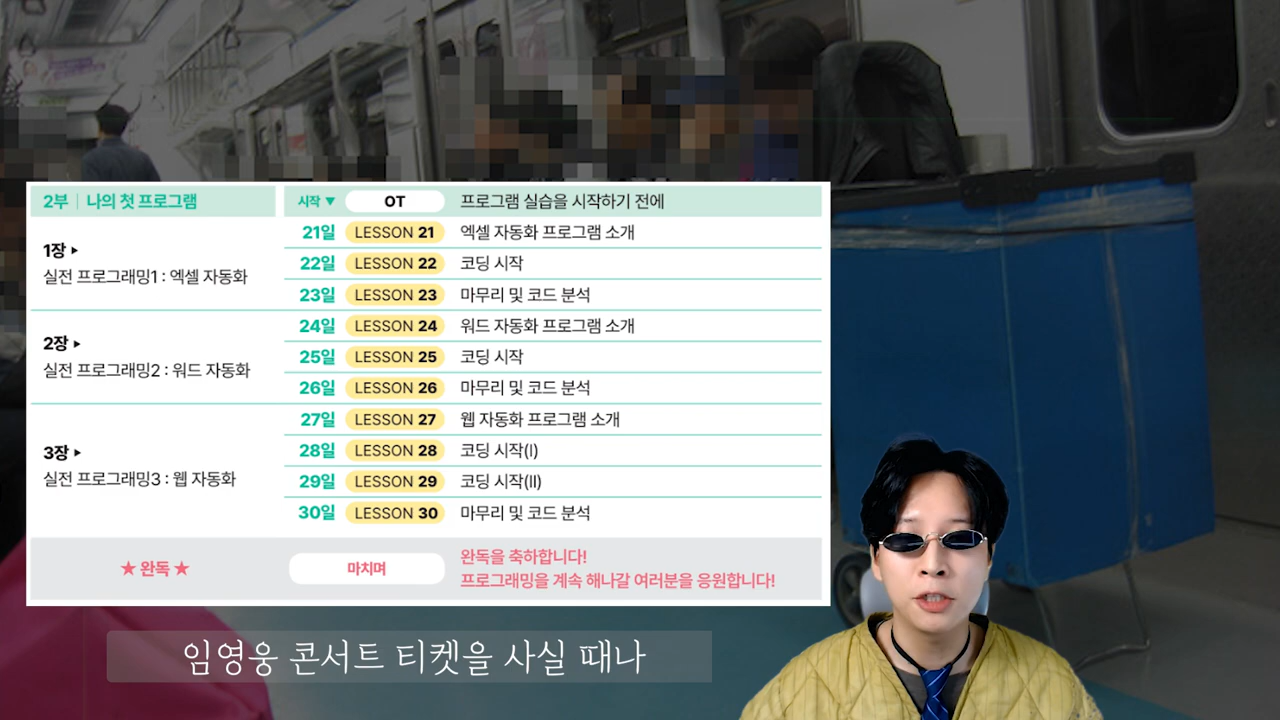 2부 | 나의 첫 프로그램
시작 ▼ OT 프로그램 실습을 시작하기 전에
1장 ▸
실전 프로그래밍1 : 엑셀 자동화
21일 LESSON 21 엑셀 자동화 프로그램 소개
22일 LESSON 22 코딩 시작
23일 LESSON 23 마무리 및 코드 분석
2장 ▸
실전 프로그래밍2 : 워드 자동화
24일 LESSON 24 워드 자동화 프로그램 소개
25일 LESSON 25 코딩 시작
26일 LESSON 26 마무리 및 코드 분석
3장 ▸
실전 프로그래밍3 : 웹 자동화
27일 LESSON 27 웹 자동화 프로그램 소개
28일 LESSON 28 코딩 시작(I)
29일 LESSON 29 코딩 시작(II)
30일 LESSON 30 마무리 및 코드 분석
★ 완독 ★
마치며
완독을 축하합니다!
프로그래밍을 계속 해나갈 여러분을 응원합니다!
임영웅 콘서트 티켓을 사실 때나